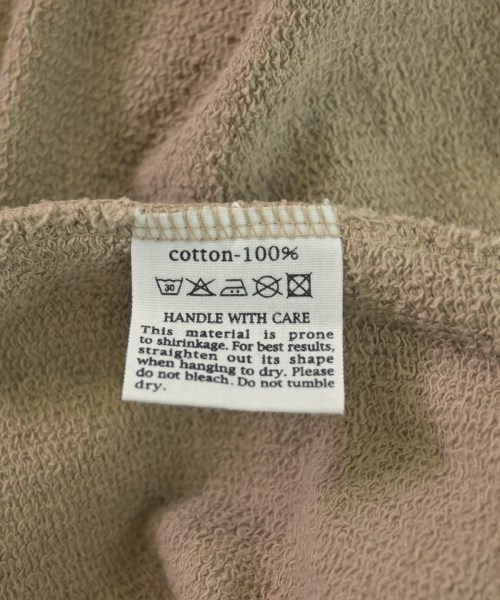 cotton-100%
30
HANDLE WITH CARE
This material is prone
to shirinkage. For best results,
straighten out its shape
when hanging to dry. Please
do not bleach. Do not tumble
dry.